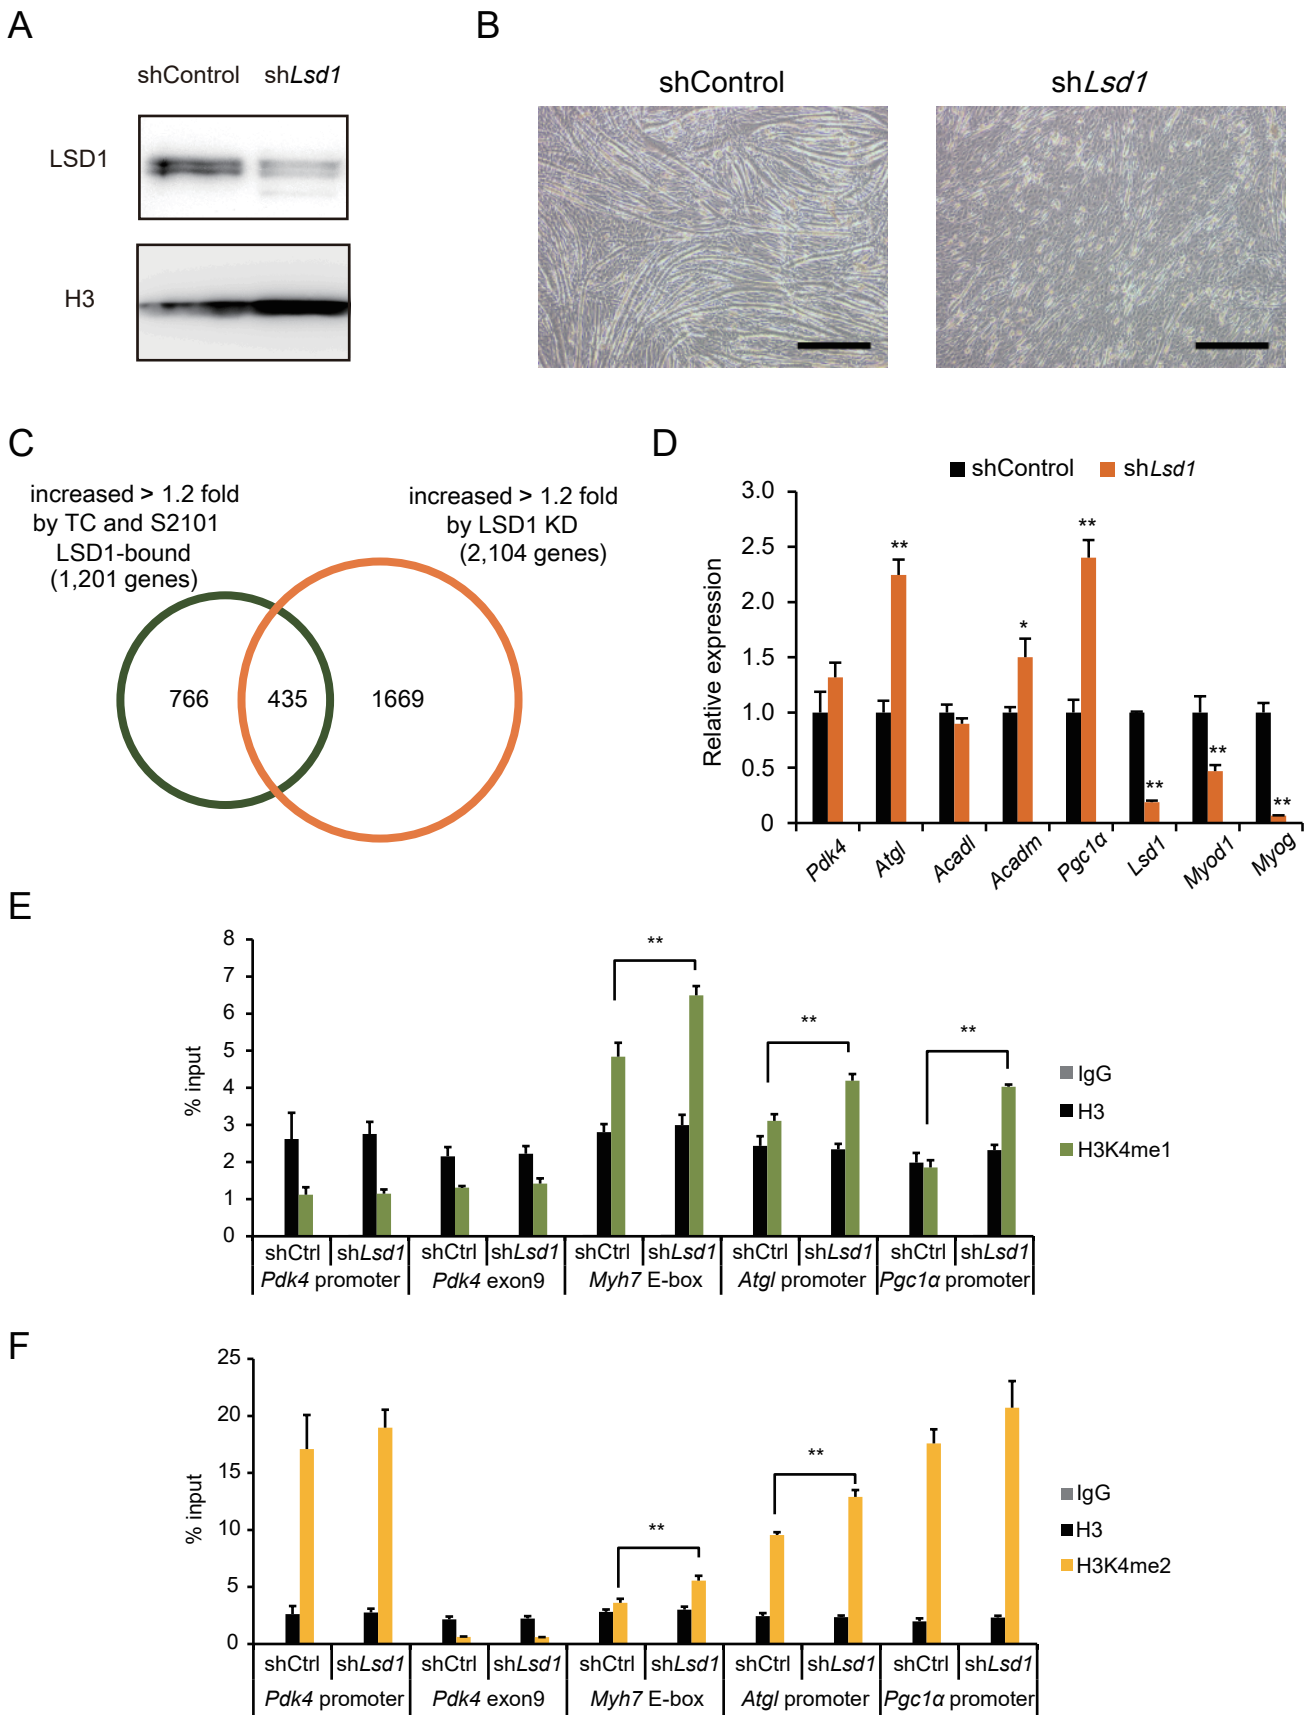 A
shControl shLsd1
LSD1
H3
B
shControl shLsd1
C
increased > 1.2 fold
by TC and S2101
LSD1-bound
(1,201 genes)
increased > 1.2 fold
by LSD1 KD
(2,104 genes)
766 435 1669
D
shControl shLsd1
Relative expression
3.0
2.5
2.0
1.5
1.0
0.5
0
** * ** ** ** **
Pdk4 Atgl Acadl Acadm Pgc1α Lsd1 Myod1 Myog
E
% input
8
7
6
5
4
3
2
1
0
** ** **
IgG
H3
H3K4me1
shCtrl shLsd1 shCtrl shLsd1 shCtrl shLsd1 shCtrl shLsd1 shCtrl shLsd1
Pdk4 promoter Pdk4 exon9 Myh7 E-box Atgl promoter Pgc1α promoter
F
% input
25
20
15
10
5
0
** **
IgG
H3
H3K4me2
shCtrl shLsd1 shCtrl shLsd1 shCtrl shLsd1 shCtrl shLsd1 shCtrl shLsd1
Pdk4 promoter Pdk4 exon9 Myh7 E-box Atgl promoter Pgc1α promoter